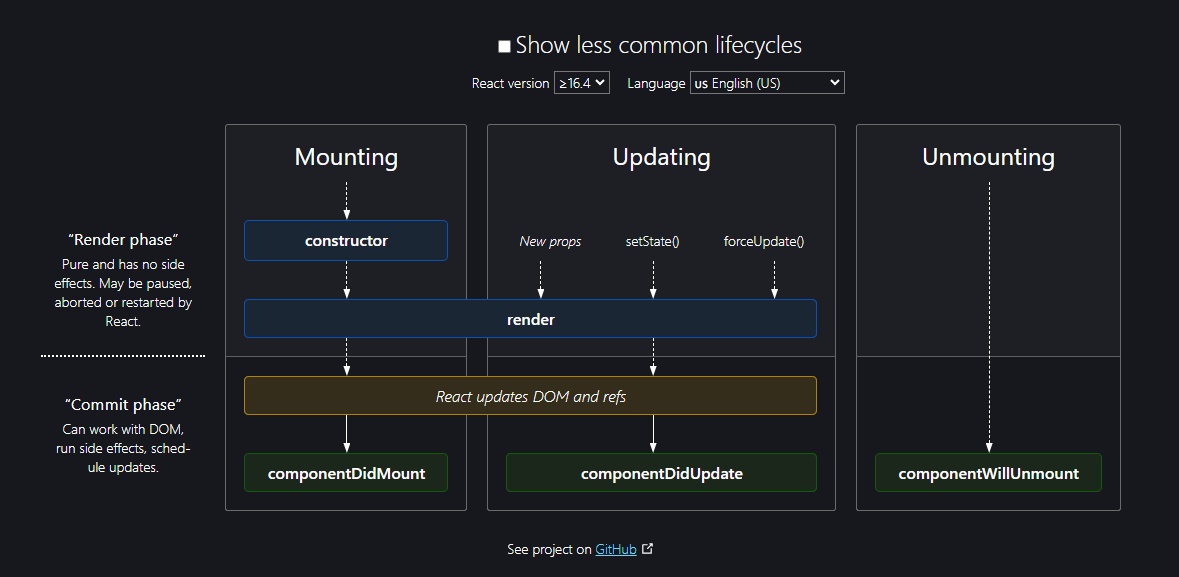 Show less common lifecycles
React version ≥16.4 Language us English (US)
Mounting
Updating
Unmounting
“Render phase”
Pure and has no side
effects. May be paused,
aborted or restarted by
React.
constructor
New props
setState()
forceUpdate()
render
“Commit phase”
Can work with DOM,
run side effects, sched-
ule updates.
React updates DOM and refs
componentDidMount
componentDidUpdate
componentWillUnmount
See project on GitHub